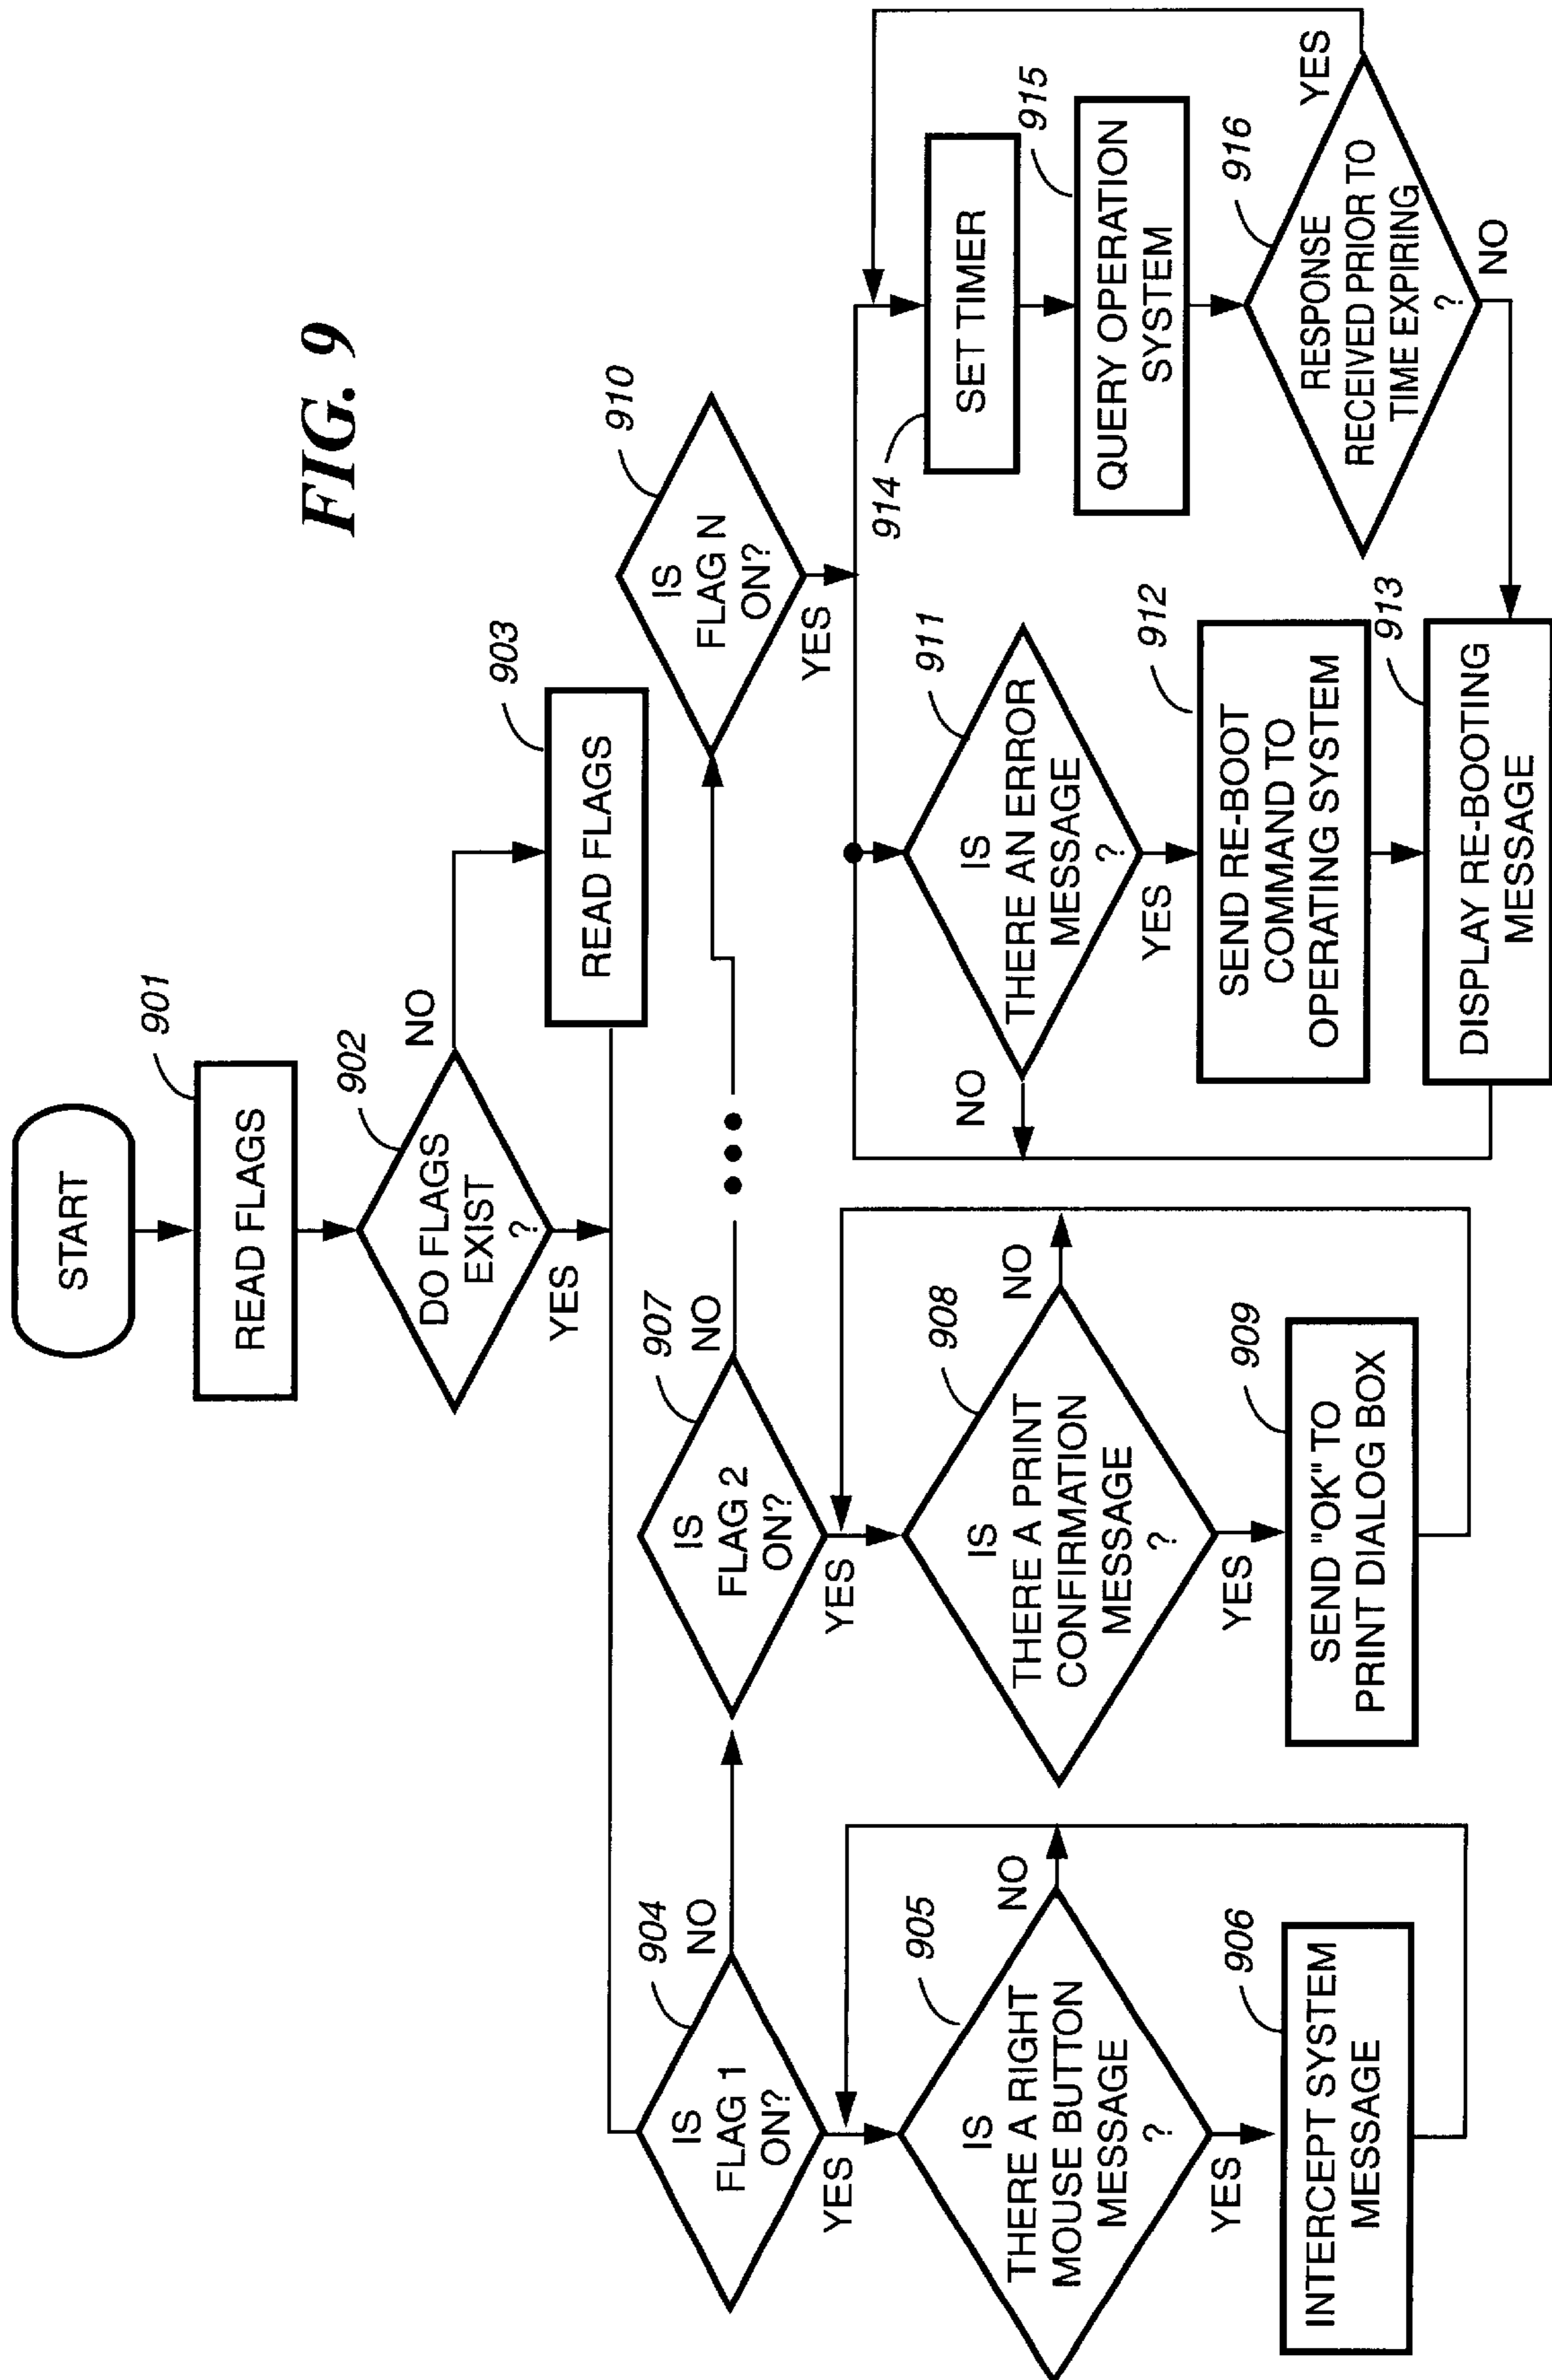 FIG. 9
START
901
READ FLAGS
902
DO FLAGS
EXIST
?
NO
YES
903
READ FLAGS
904
IS
FLAG 1
ON?
NO
YES
905
IS
THERE A RIGHT
MOUSE BUTTON
MESSAGE
?
NO
YES
906
INTERCEPT SYSTEM
MESSAGE
907
IS
FLAG 2
ON?
NO
YES
908
IS
THERE A PRINT
CONFIRMATION
MESSAGE
?
NO
YES
909
SEND "OK" TO
PRINT DIALOG BOX
910
IS
FLAG N
ON?
YES
911
IS
THERE AN ERROR
MESSAGE
?
NO
YES
912
SEND RE-BOOT
COMMAND TO
OPERATING SYSTEM
913
DISPLAY RE-BOOTING
MESSAGE
914
SET TIMER
915
QUERY OPERATION
SYSTEM
916
RESPONSE
RECEIVED PRIOR TO
TIME EXPIRING
?
YES
NO